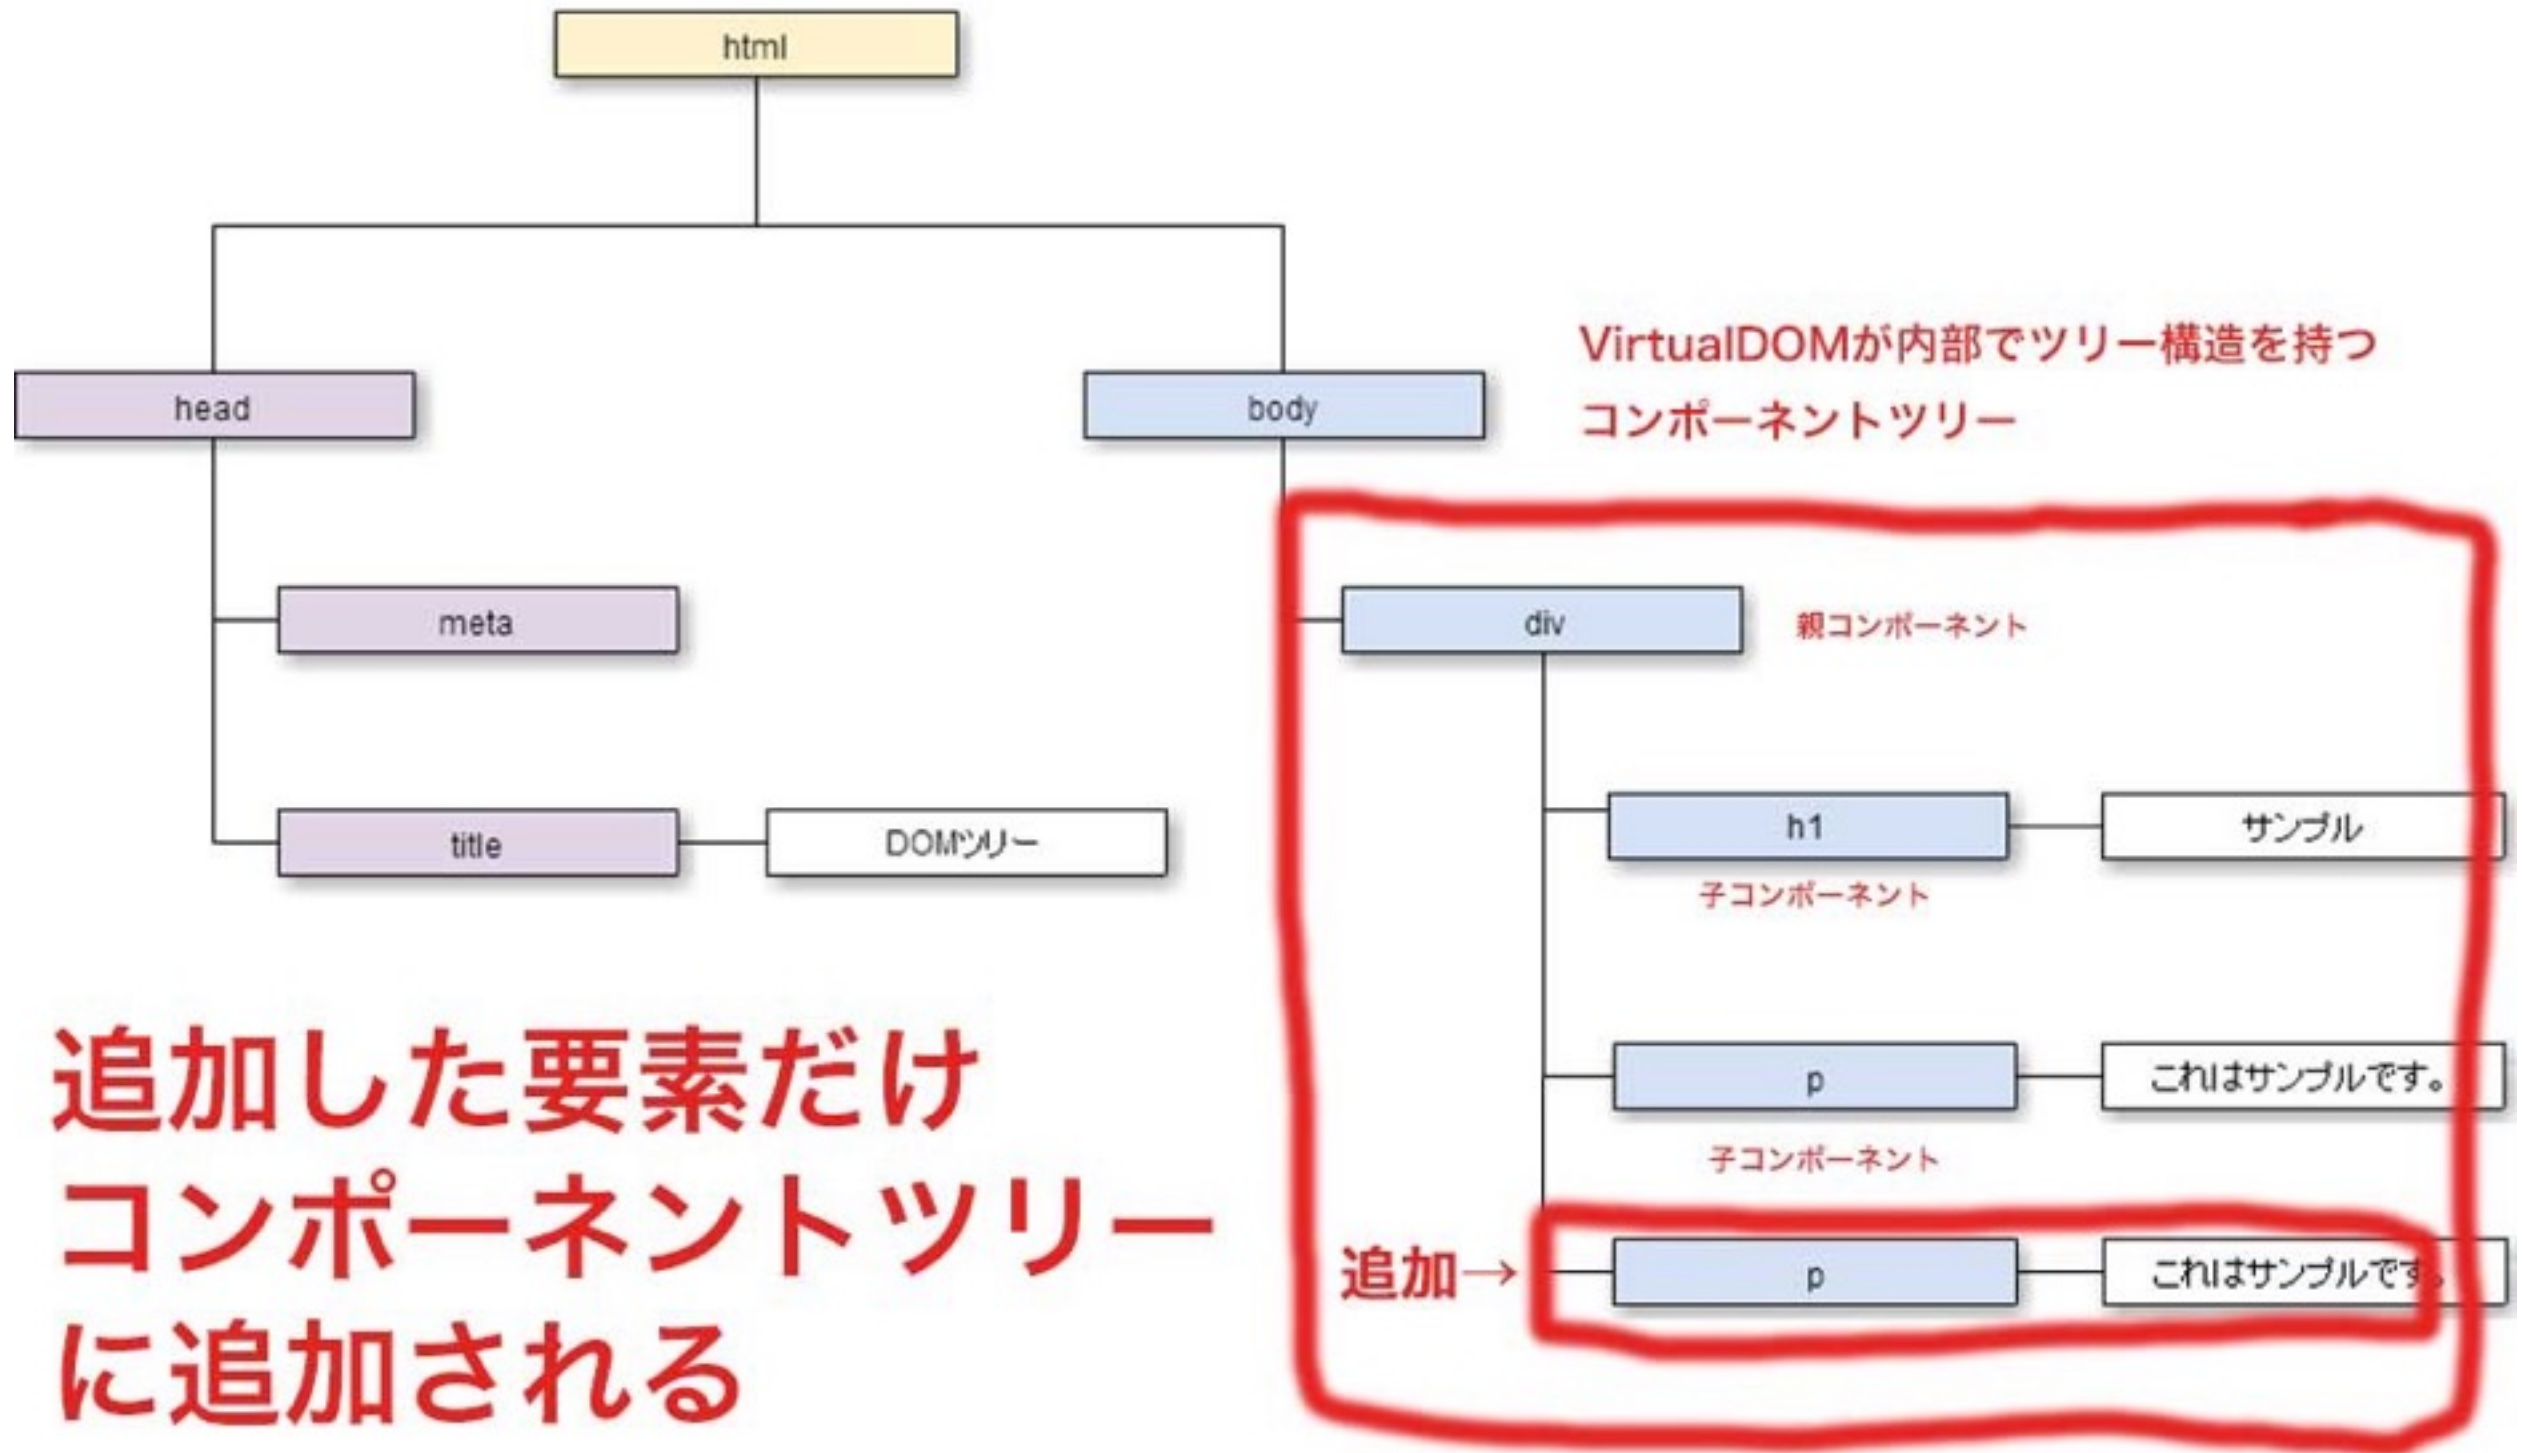 html
head
body
VirtualDOMが内部でツリー構造を持つ
コンポーネントツリー
meta
div
親コンポーネント
title
DOMツリー
h1
サンプル
子コンポーネント
p
これはサンプルです。
子コンポーネント
追加→
p
これはサンプルです。
追加した要素だけ
コンポーネントツリー
に追加される